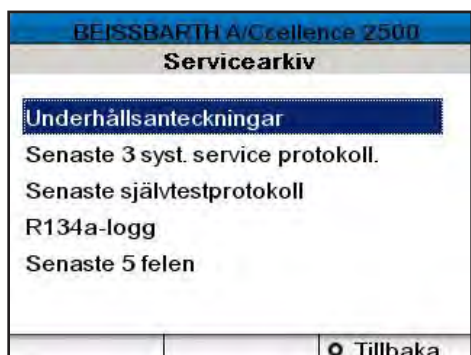 BEISSBARTH A/Ccellence 2500
Servicearkiv
Underhållsanteckningar
Senaste 3 syst. service protokoll.
Senaste självtestprotokoll
R134a-logg
Senaste 5 felen
Tillbaka